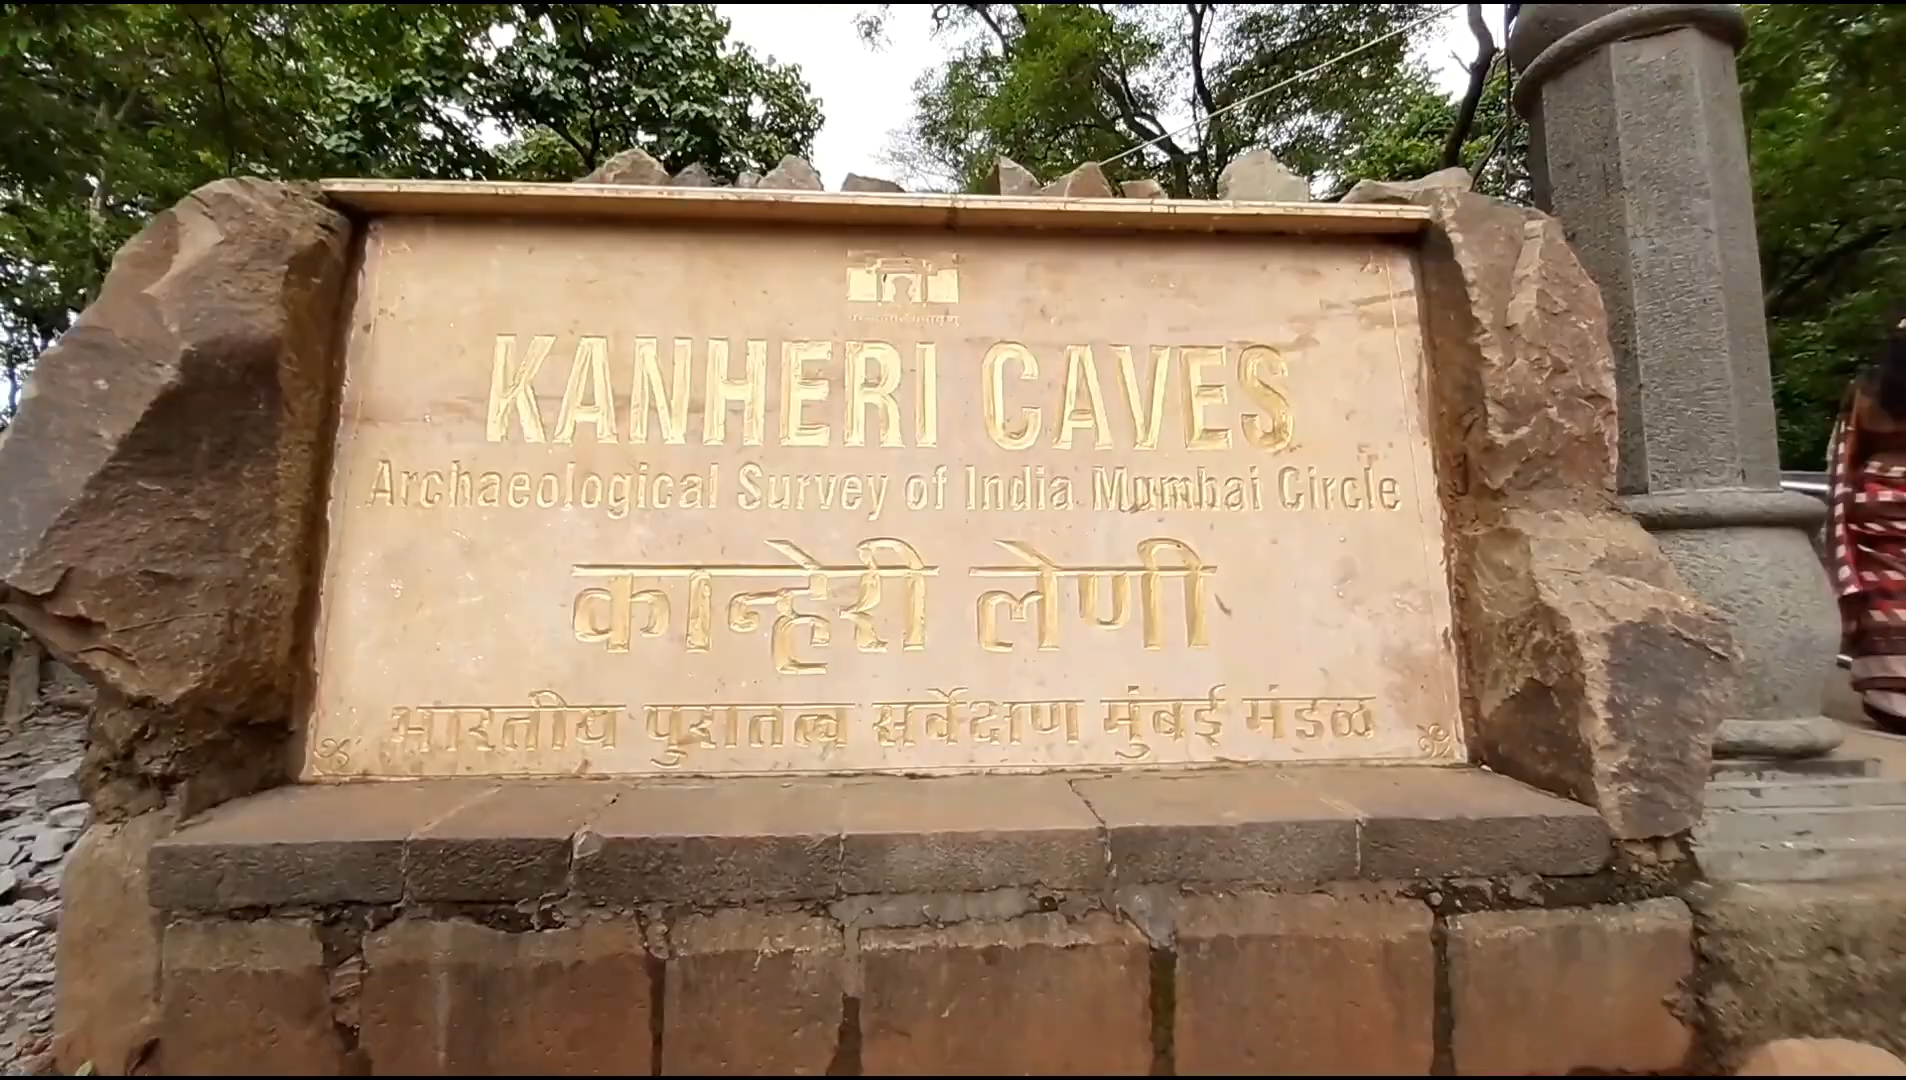 KANHERI CAVES
Archaeological Survey of India Mumbai Circle
कान्हेरी लेणी
भारतीय पुरातत्व सर्वेक्षण मुंबई मंडळ